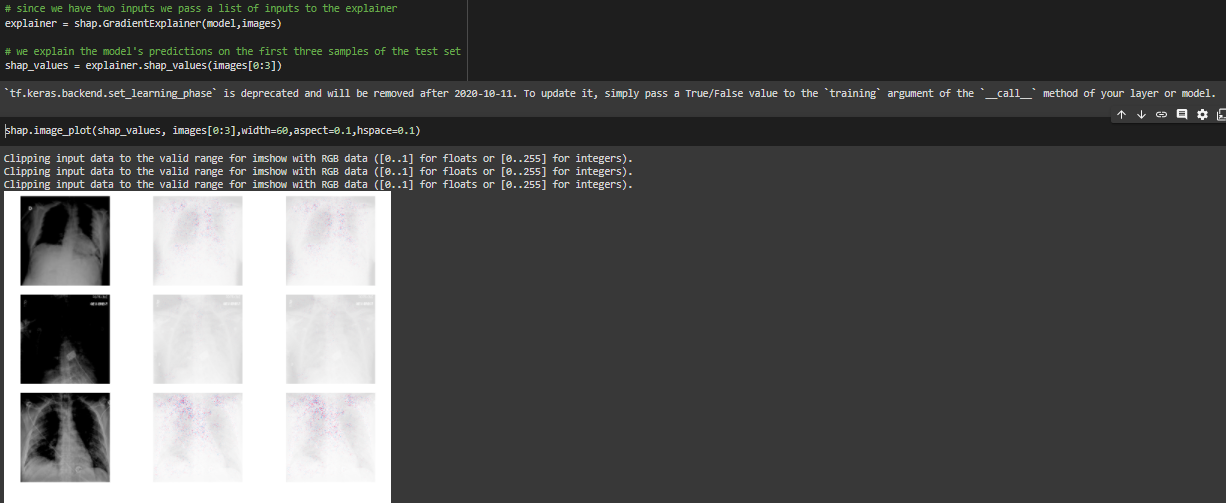 # since we have two inputs we pass a list of inputs to the explainer
explainer = shap.GradientExplainer(model,images)
# we explain the model's predictions on the first three samples of the test set
shap_values = explainer.shap_values(images[0:3])
`tf.keras.backend.set_learning_phase` is deprecated and will be removed after 2020-10-11. To update it, simply pass a True/False value to the `training` argument of the `__call__` method of your layer or model.
shap.image_plot(shap_values, images[0:3],width=60,aspect=0.1,hspace=0.1)
Clipping input data to the valid range for imshow with RGB data ([0..1] for floats or [0..255] for integers).
Clipping input data to the valid range for imshow with RGB data ([0..1] for floats or [0..255] for integers).
Clipping input data to the valid range for imshow with RGB data ([0..1] for floats or [0..255] for integers).